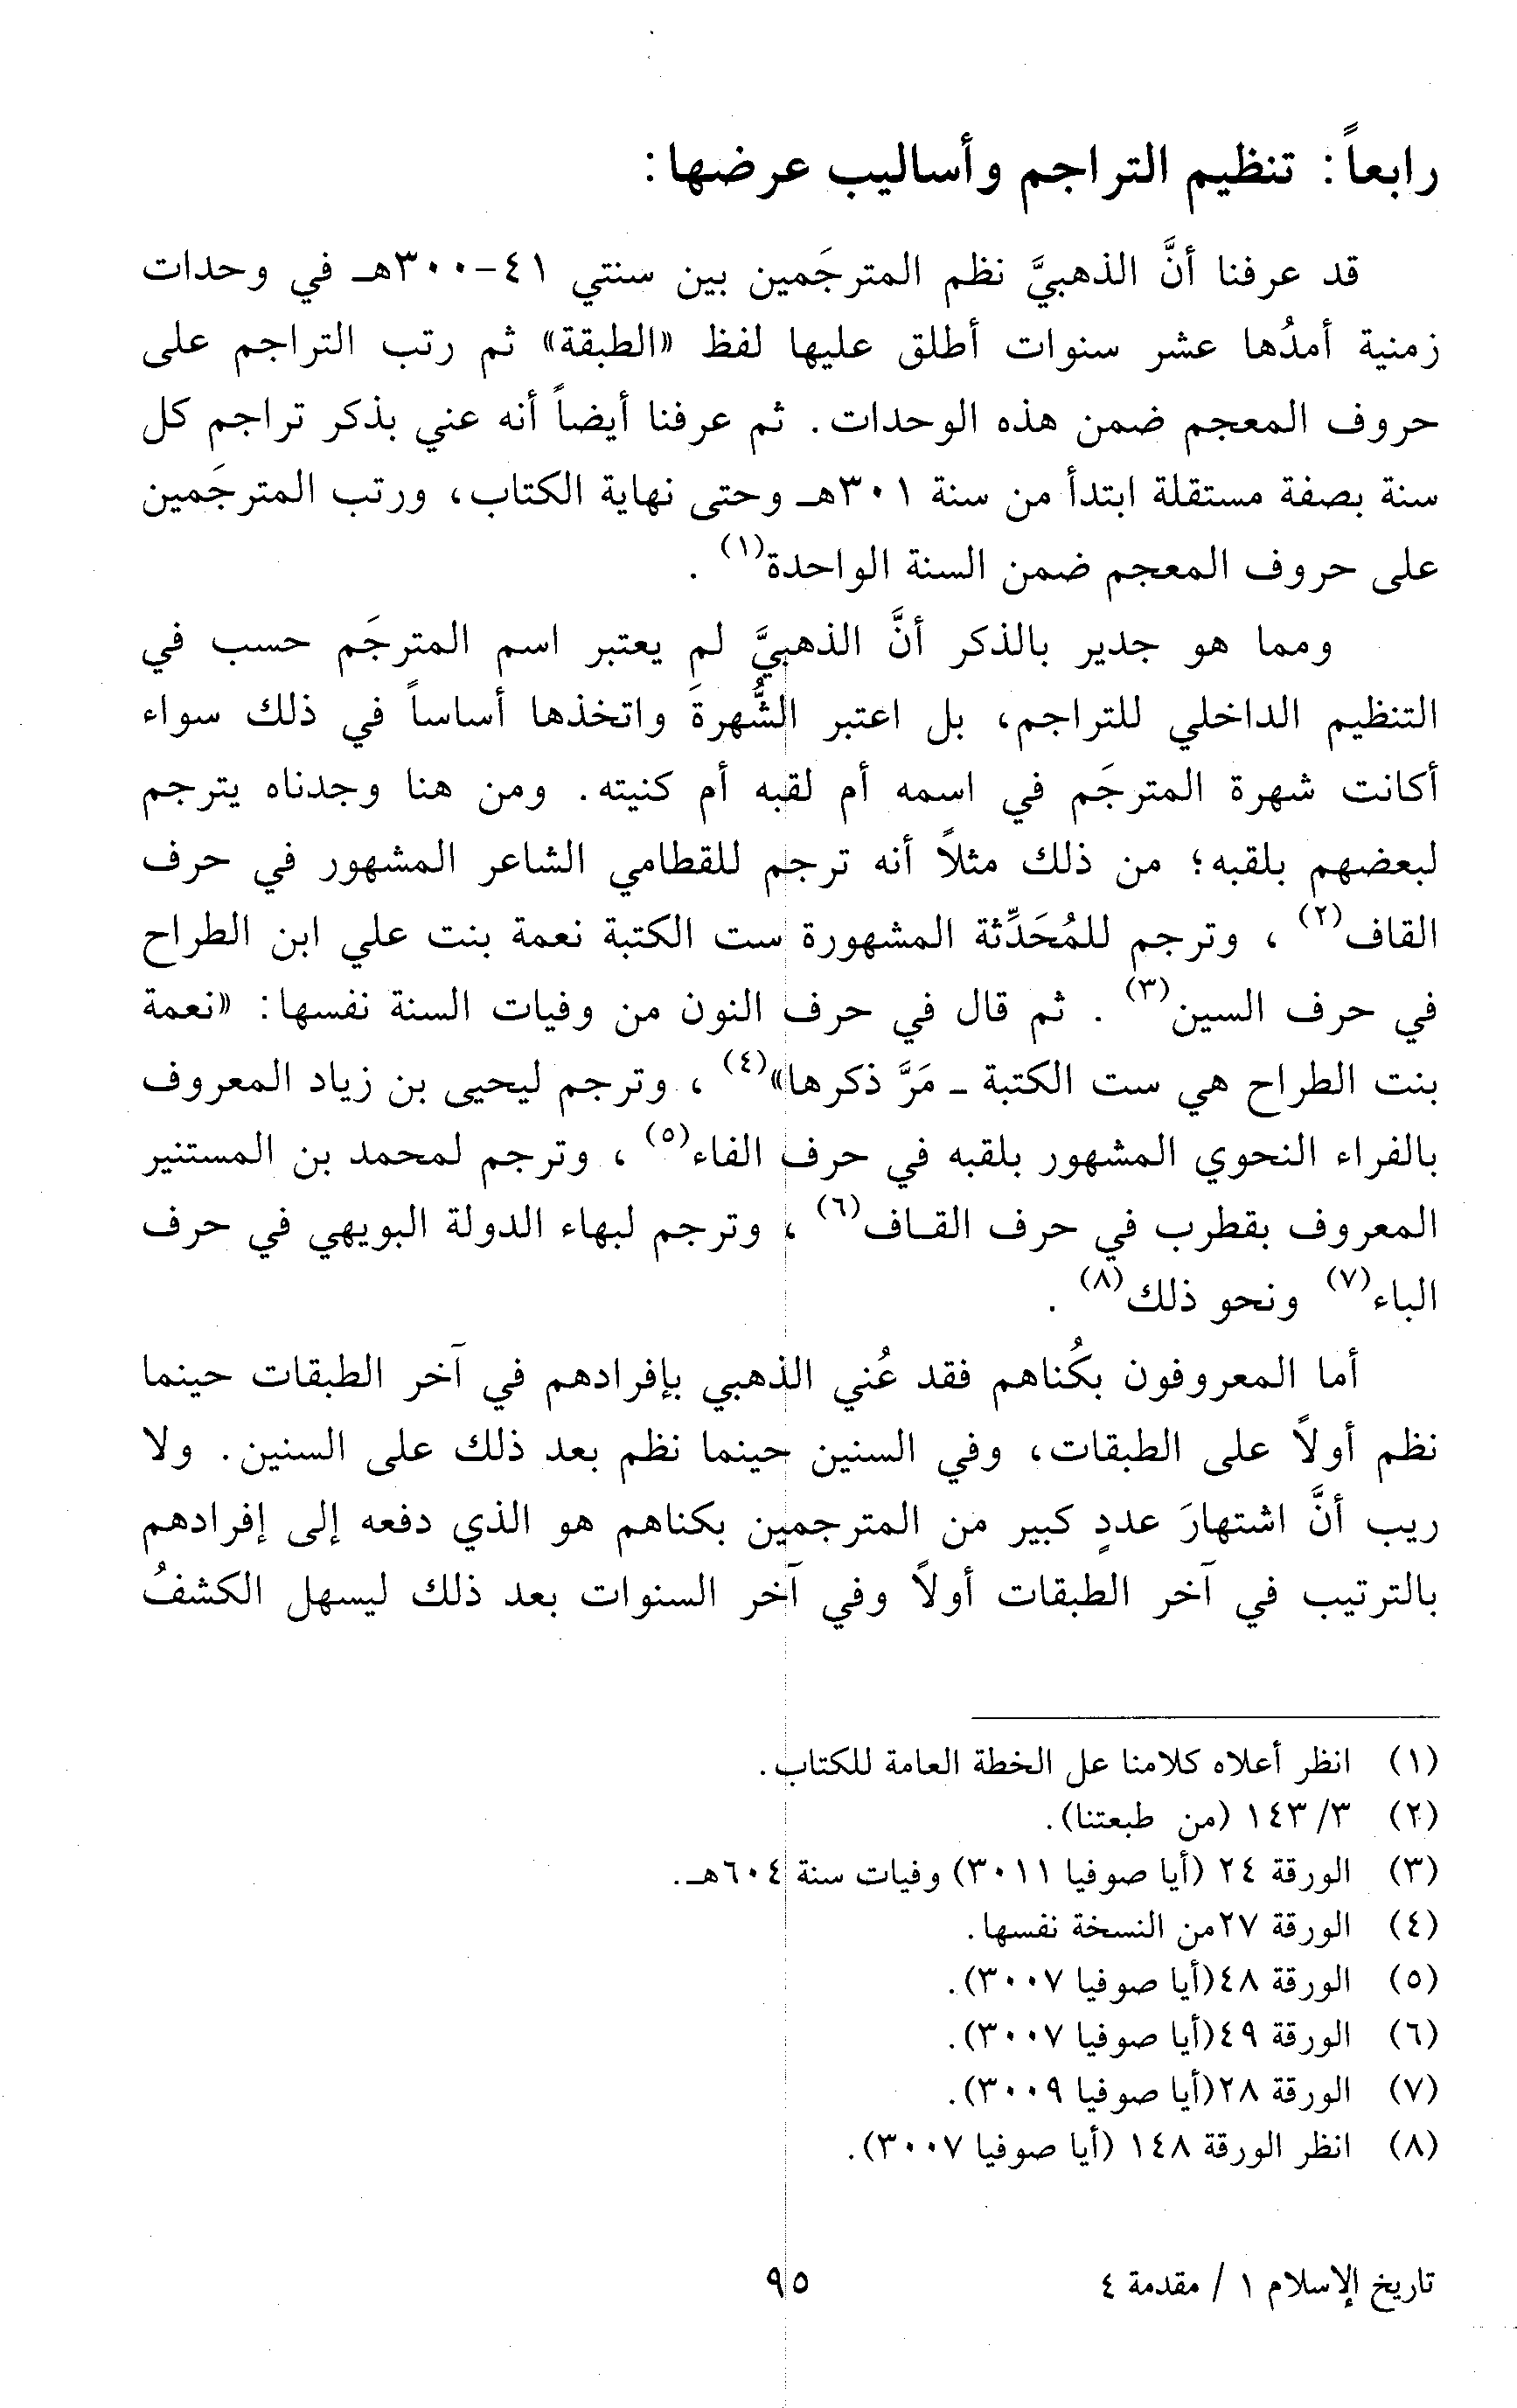 رابعاً: تنظيم التراجم وأساليب عرضها:
قد عرفنا أنَّ الذهبيَّ نظم المترجَمين بين سنتي ٤١-٣٠٠هـ في وحدات
زمنية أمدُها عشر سنوات أطلق عليها لفظ «الطبقة» ثم رتب التراجم على
حروف المعجم ضمن هذه الوحدات. ثم عرفنا أيضاً أنه عني بذكر تراجم كل
سنة بصفة مستقلة ابتدأ من سنة ٣٠١هـ وحتى نهاية الكتاب، ورتب المترجَمين
على حروف المعجم ضمن السنة الواحدة(١) .
ومما هو جدير بالذكر أنَّ الذهبيَّ لم يعتبر اسم المترجَم حسب في
التنظيم الداخلي للتراجم، بل اعتبر الشُّهرةَ واتخذها أساساً في ذلك سواء
أكانت شهرة المترجَم في اسمه أم لقبه أم كنيته. ومن هنا وجدناه يترجم
لبعضهم بلقبه؛ من ذلك مثلاً أنه ترجم للقطامي الشاعر المشهور في حرف
القاف(٢) ، وترجم للمُحَدِّثة المشهورة ست الكتبة نعمة بنت علي ابن الطراح
في حرف السين(٣) . ثم قال في حرف النون من وفيات السنة نفسها: «نعمة
بنت الطراح هي ست الكتبة ـ مَرَّ ذكرها»(٤) ، وترجم ليحيى بن زياد المعروف
بالفراء النحوي المشهور بلقبه في حرف الفاء(٥) ، وترجم لمحمد بن المستنير
المعروف بقطرب في حرف القـاف(٦) ، وترجم لبهاء الدولة البويهي في حرف
الباء(٧) ونحو ذلك(٨) .
أما المعروفون بكُناهم فقد عُني الذهبي بإفرادهم في آخر الطبقات حينما
نظم أولاً على الطبقات، وفي السنين حينما نظم بعد ذلك على السنين. ولا
ريب أنَّ اشتهارَ عددٍ كبير من المترجمين بكناهم هو الذي دفعه إلى إفرادهم
بالترتيب في آخر الطبقات أولاً وفي آخر السنوات بعد ذلك ليسهل الكشفُ
(١) انظر أعلاه كلامنا عل الخطة العامة للكتاب.
(٢) ٣/ ١٤٣ (من طبعتنا).
(٣) الورقة ٢٤ (أيا صوفيا ٣٠١١) وفيات سنة ٦٠٤هـ.
(٤) الورقة ٢٧من النسخة نفسها.
(٥) الورقة ٤٨(أيا صوفيا ٣٠٠٧).
(٦) الورقة ٤٩(أيا صوفيا ٣٠٠٧).
(٧) الورقة ٢٨(أيا صوفيا ٣٠٠٩).
(٨) انظر الورقة ١٤٨ (أيا صوفيا ٣٠٠٧).
تاريخ الإسلام ١ / مقدمة ٤
٩٥